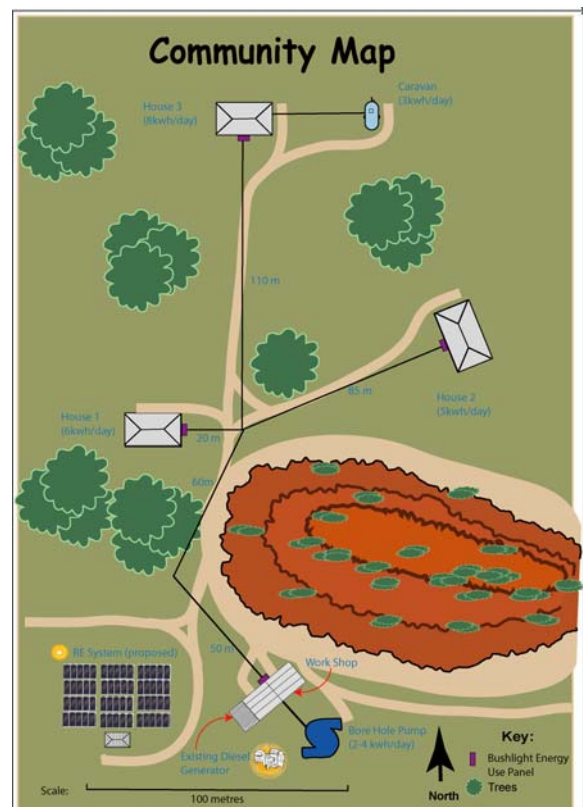 Community Map
Caravan
(3kwh/day)
House 3
(8kwh/day)
110 m
85 m
House 2
(5kwh/day)
House 1
(6kwh/day)
20 m
60m
50 m
RE System (proposed)
Work Shop
Existing Diesel
Generator
Bore Hole Pump
(2-4 kwh/day)
Key:
Bushlight Energy
Use Panel
Trees
North
Scale:
100 metres